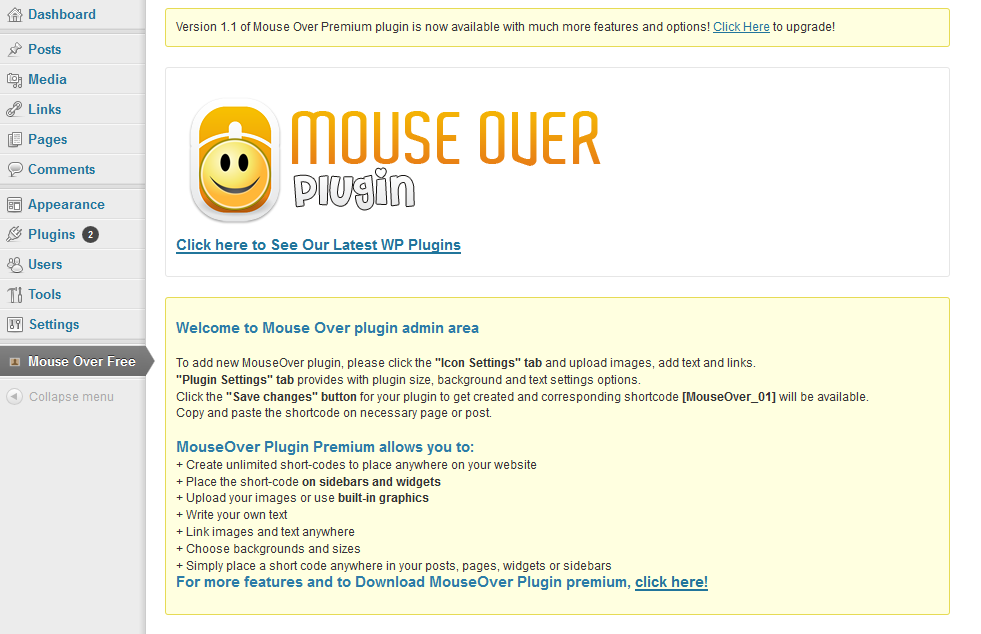 Dashboard
Posts
Media
Links
Pages
Comments
Appearance
Plugins 2
Users
Tools
Settings
Mouse Over Free
Collapse menu
Version 1.1 of Mouse Over Premium plugin is now available with much more features and options! Click Here to upgrade!
MOUSE OVER
Plugin
Click here to See Our Latest WP Plugins
Welcome to Mouse Over plugin admin area
To add new MouseOver plugin, please click the "Icon Settings" tab and upload images, add text and links.
"Plugin Settings" tab provides with plugin size, background and text settings options.
Click the "Save changes" button for your plugin to get created and corresponding shortcode [MouseOver_01] will be available.
Copy and paste the shortcode on necessary page or post.
MouseOver Plugin Premium allows you to:
+ Create unlimited short-codes to place anywhere on your website
+ Place the short-code on sidebars and widgets
+ Upload your images or use built-in graphics
+ Write your own text
+ Link images and text anywhere
+ Choose backgrounds and sizes
+ Simply place a short code anywhere in your posts, pages, widgets or sidebars
For more features and to Download MouseOver Plugin premium, click here!